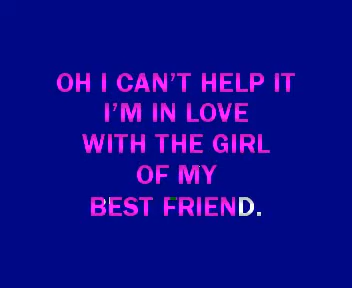 OH I CAN'T HELP IT
I'M IN LOVE
WITH THE GIRL
OF MY
BEST FRIEND.